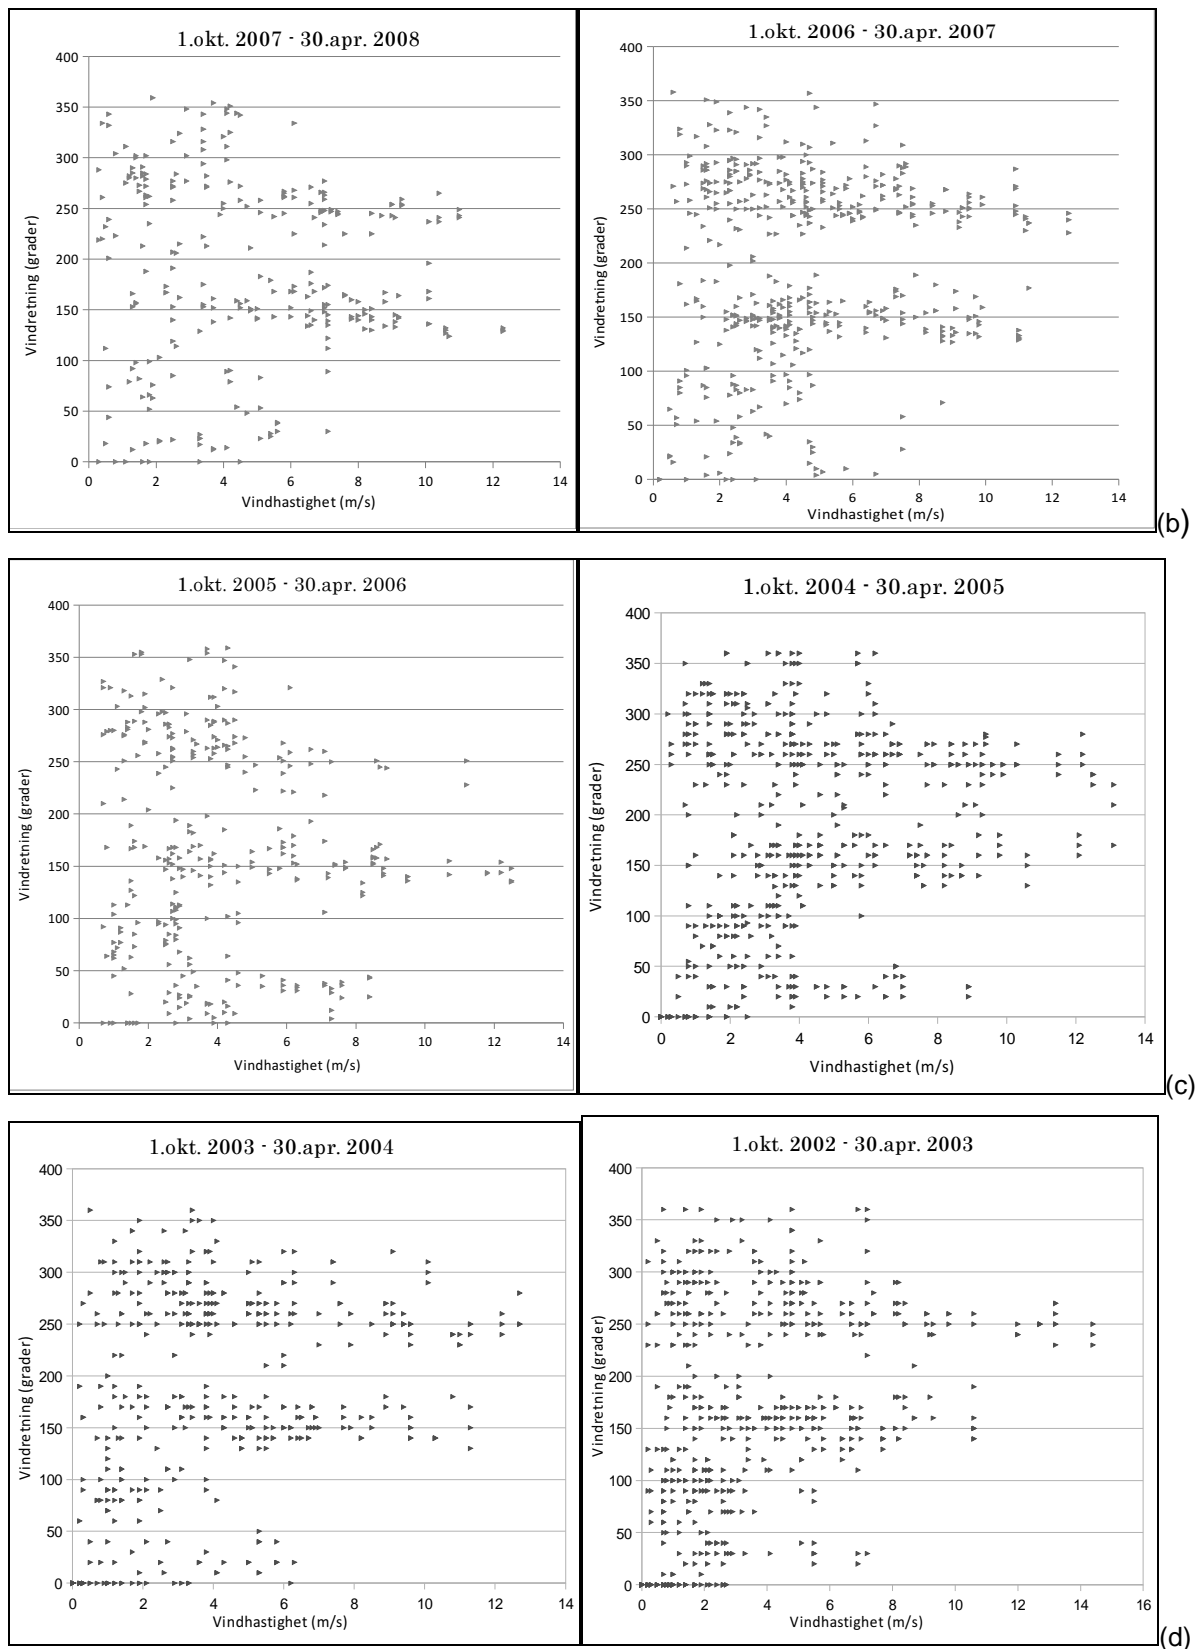 1.okt. 2007 - 30.apr. 2008
400
350
300
250
200
150
100
50
0
0 2 4 6 8 10 12 14
Vindretning (grader)
Vindhastighet (m/s)
1.okt. 2006 - 30.apr. 2007
400
350
300
250
200
150
100
50
0
0 2 4 6 8 10 12 14
Vindretning (grader)
Vindhastighet (m/s)
(b)
1.okt. 2005 - 30.apr. 2006
400
350
300
250
200
150
100
50
0
0 2 4 6 8 10 12 14
Vindretning (grader)
Vindhastighet (m/s)
1.okt. 2004 - 30.apr. 2005
400
350
300
250
200
150
100
50
0
0 2 4 6 8 10 12 14
Vindretning (grader)
Vindhastighet (m/s)
(c)
1.okt. 2003 - 30.apr. 2004
400
350
300
250
200
150
100
50
0
0 2 4 6 8 10 12 14
Vindretning (grader)
Vindhastighet (m/s)
1.okt. 2002 - 30.apr. 2003
400
350
300
250
200
150
100
50
0
0 2 4 6 8 10 12 14 16
Vindretning (grader)
Vindhastighet (m/s)
(d)